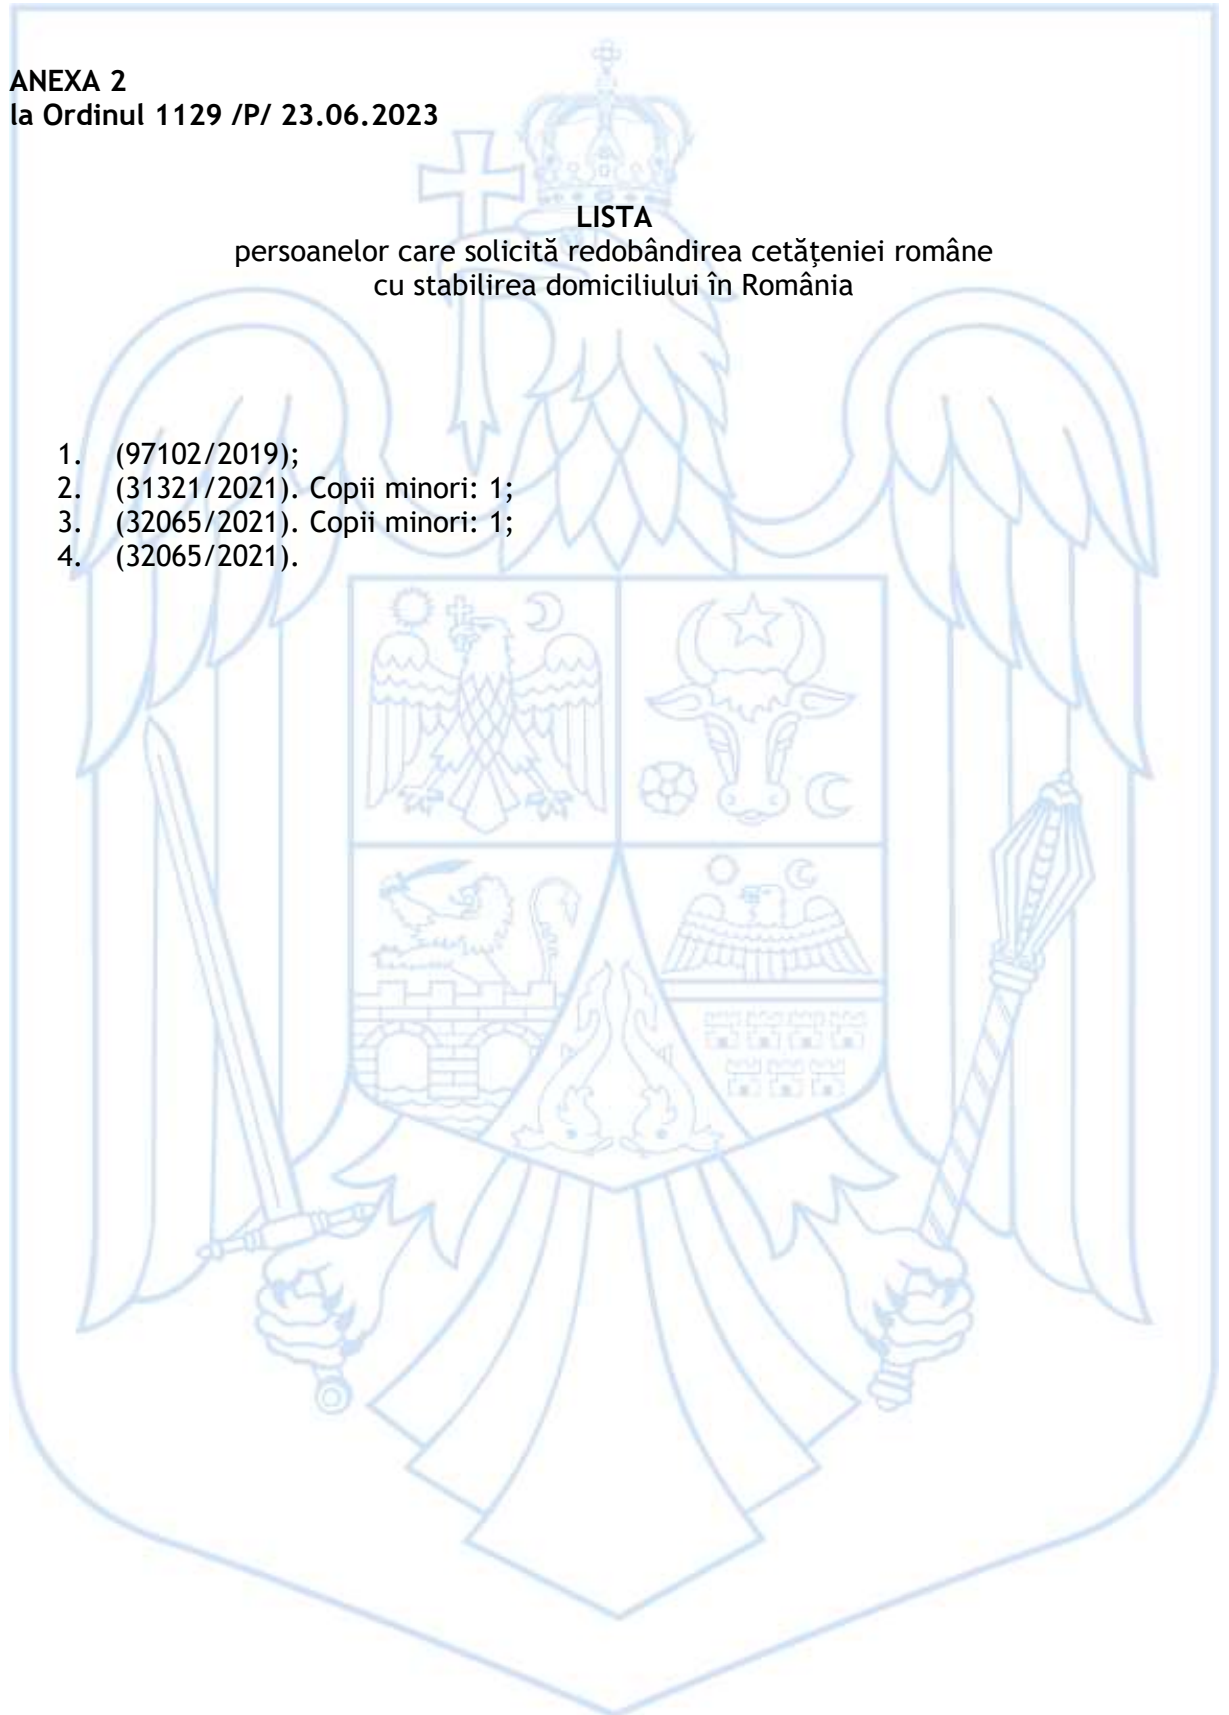 ANEXA 2
la Ordinul 1129 /P/ 23.06.2023
LISTA
persoanelor care solicită redobândirea cetăţeniei române
cu stabilirea domiciliului în România
1. (97102/2019);
2. (31321/2021). Copii minori: 1;
3. (32065/2021). Copii minori: 1;
4. (32065/2021).